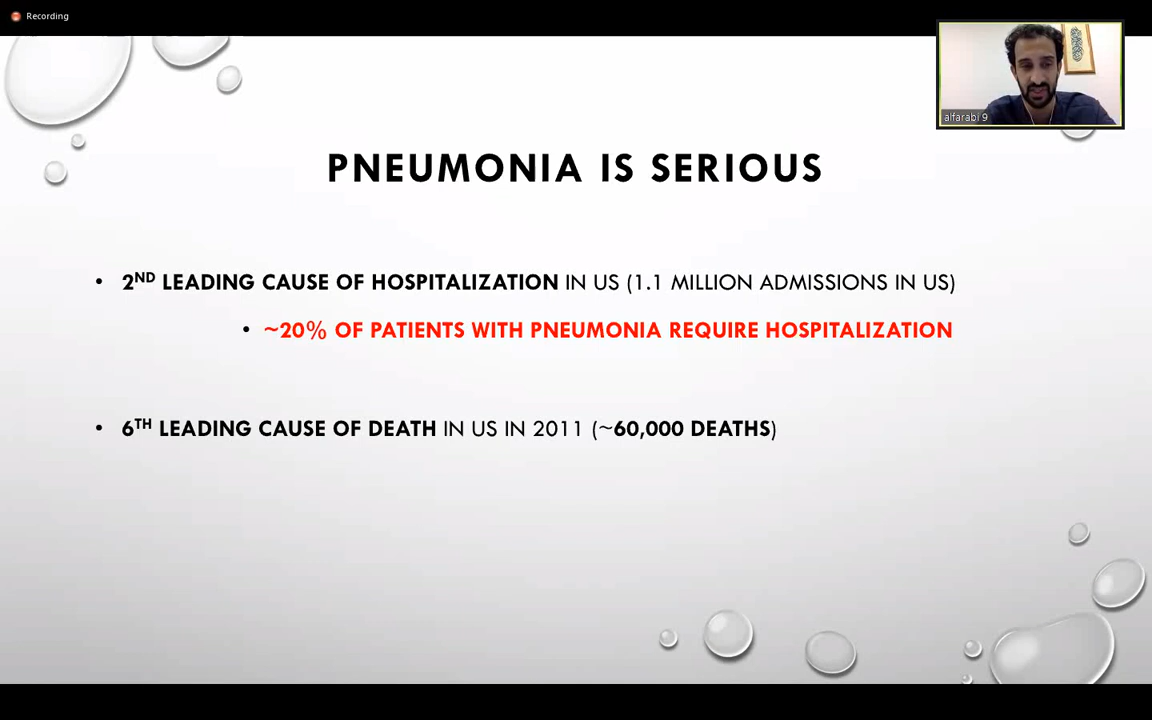 Recording
alfarabi 9
PNEUMONIA IS SERIOUS
• 2ND LEADING CAUSE OF HOSPITALIZATION IN US (1.1 MILLION ADMISSIONS IN US)
• ~20% OF PATIENTS WITH PNEUMONIA REQUIRE HOSPITALIZATION
• 6TH LEADING CAUSE OF DEATH IN US IN 2011 (~60,000 DEATHS)